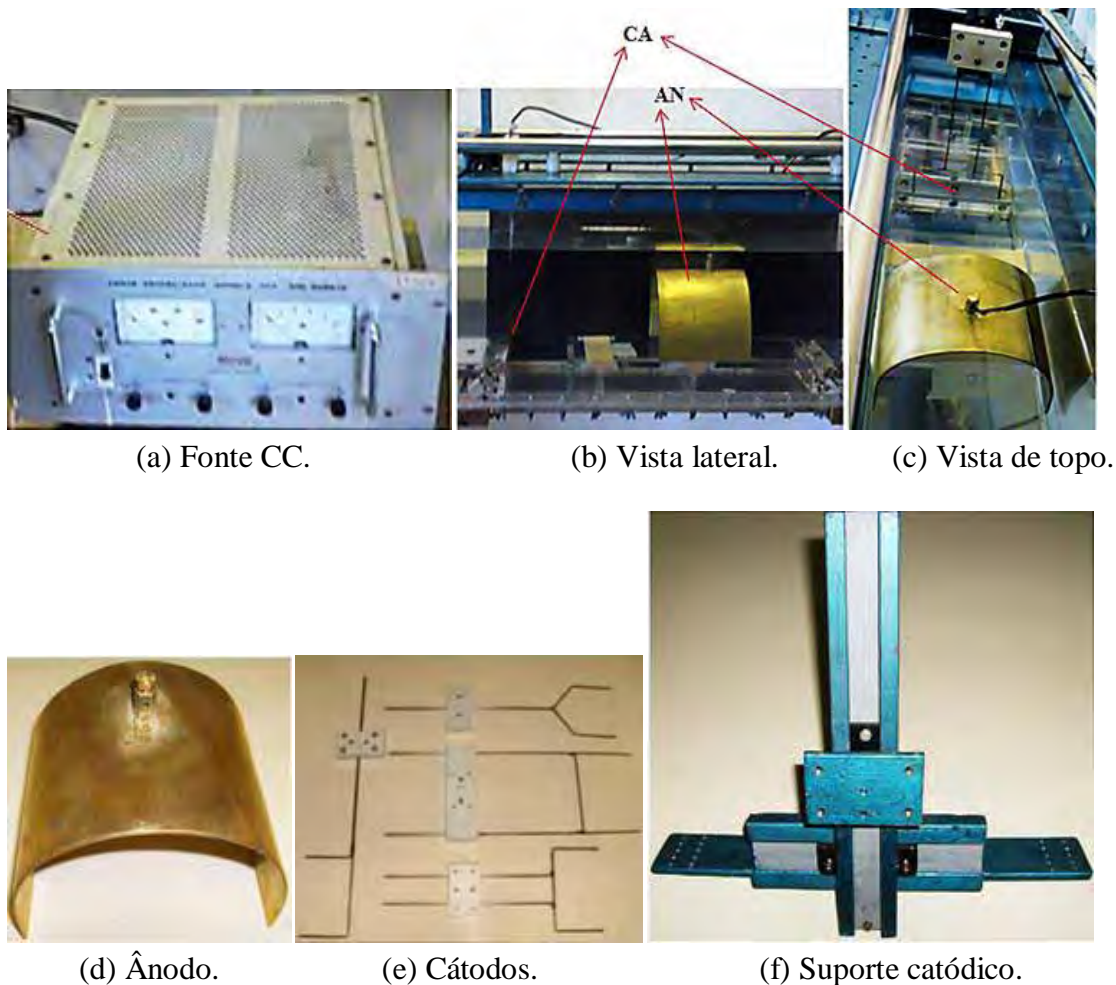 CA
AN
(a) Fonte CC.
(b) Vista lateral.
(c) Vista de topo.
(d) Ânodo.
(e) Cátodos.
(f) Suporte catódico.